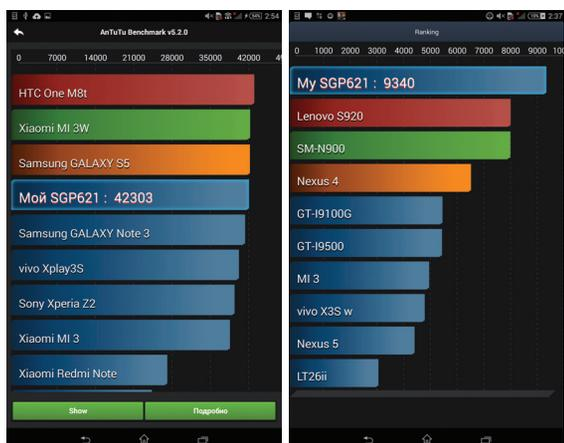 54% 2:54
AnTuTu Benchmark v5.2.0
0 7000 14000 21000 28000 35000 42000
HTC One M8t
Xiaomi MI 3W
Samsung GALAXY S5
Мой SGP621 : 42303
Samsung GALAXY Note 3
vivo Xplay3S
Sony Xperia Z2
Xiaomi MI 3
Xiaomi Redmi Note
Show Подробно
2:37
Ranking
0 1000 2000 3000 4000 5000 6000 7000 8000 9000
My SGP621 : 9340
Lenovo S920
SM-N900
Nexus 4
GT-I9100G
GT-I9500
MI 3
vivo X3S w
Nexus 5
LT26ii